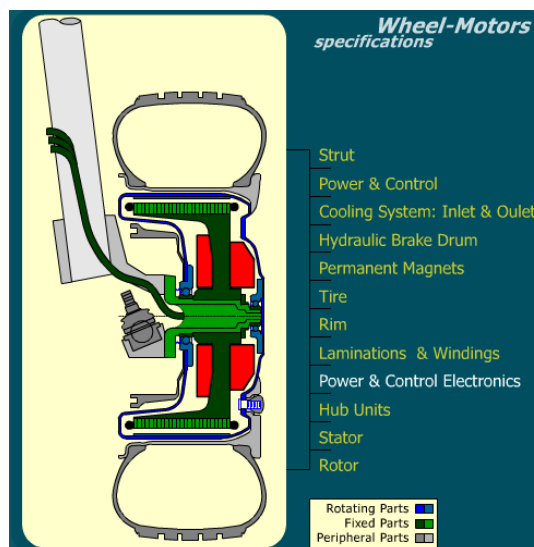 Wheel-Motors
specifications
Strut
Power & Control
Cooling System: Inlet & Oulet
Hydraulic Brake Drum
Permanent Magnets
Tire
Rim
Laminations & Windings
Power & Control Electronics
Hub Units
Stator
Rotor
Rotating Parts
Fixed Parts
Peripheral Parts